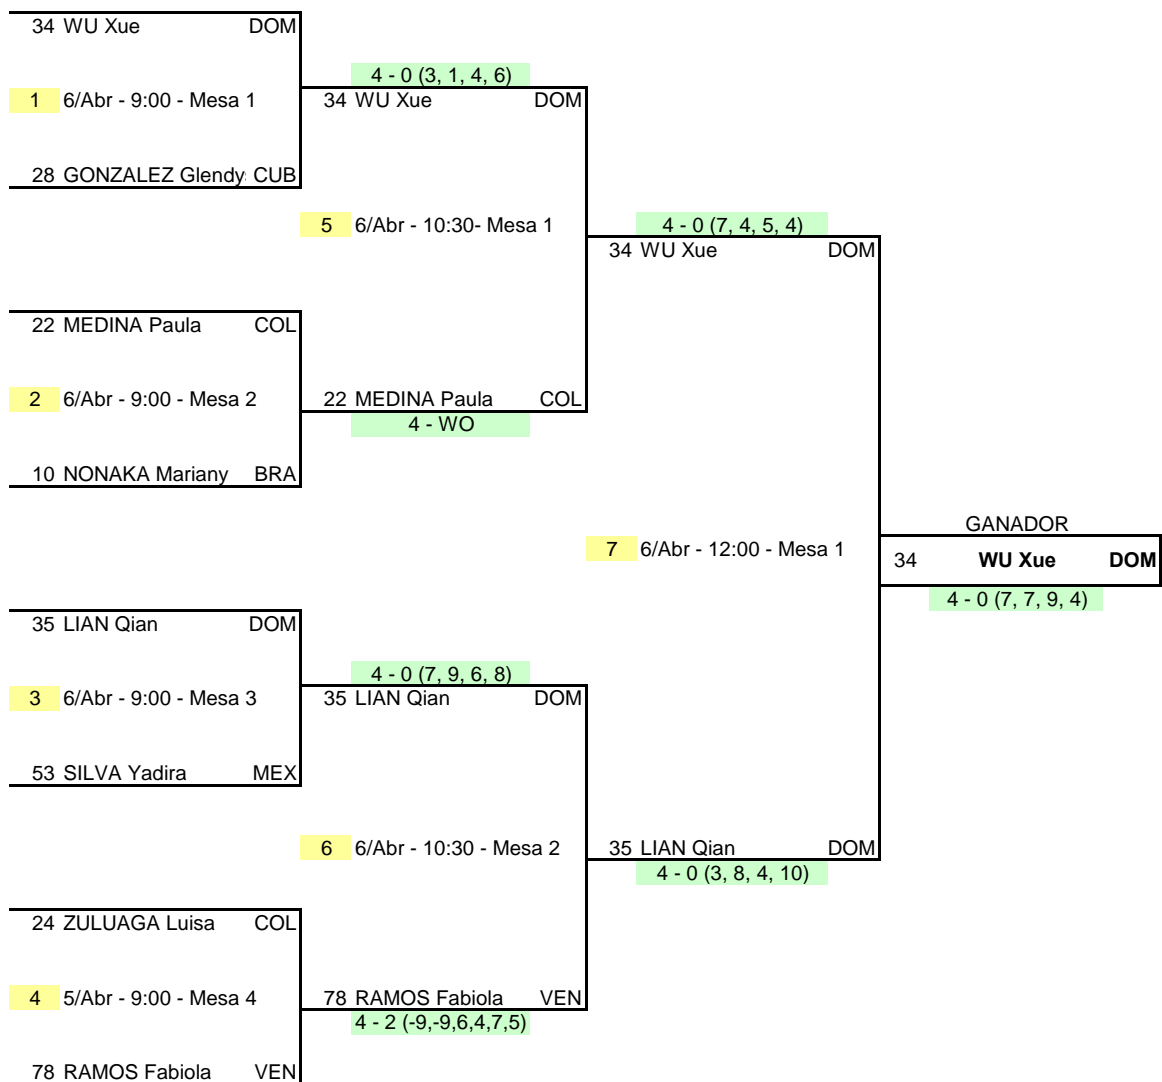 34 WU Xue DOM
4 - 0 (3, 1, 4, 6)
1 6/Abr - 9:00 - Mesa 1
34 WU Xue DOM
28 GONZALEZ Glendy CUB
5 6/Abr - 10:30- Mesa 1
4 - 0 (7, 4, 5, 4)
34 WU Xue DOM
22 MEDINA Paula COL
2 6/Abr - 9:00 - Mesa 2
22 MEDINA Paula COL
4 - WO
10 NONAKA Mariany BRA
GANADOR
7 6/Abr - 12:00 - Mesa 1
34 WU Xue DOM
4 - 0 (7, 7, 9, 4)
35 LIAN Qian DOM
4 - 0 (7, 9, 6, 8)
3 6/Abr - 9:00 - Mesa 3
35 LIAN Qian DOM
53 SILVA Yadira MEX
6 6/Abr - 10:30 - Mesa 2
35 LIAN Qian DOM
4 - 0 (3, 8, 4, 10)
24 ZULUAGA Luisa COL
4 5/Abr - 9:00 - Mesa 4
78 RAMOS Fabiola VEN
4 - 2 (-9,-9,6,4,7,5)
78 RAMOS Fabiola VEN